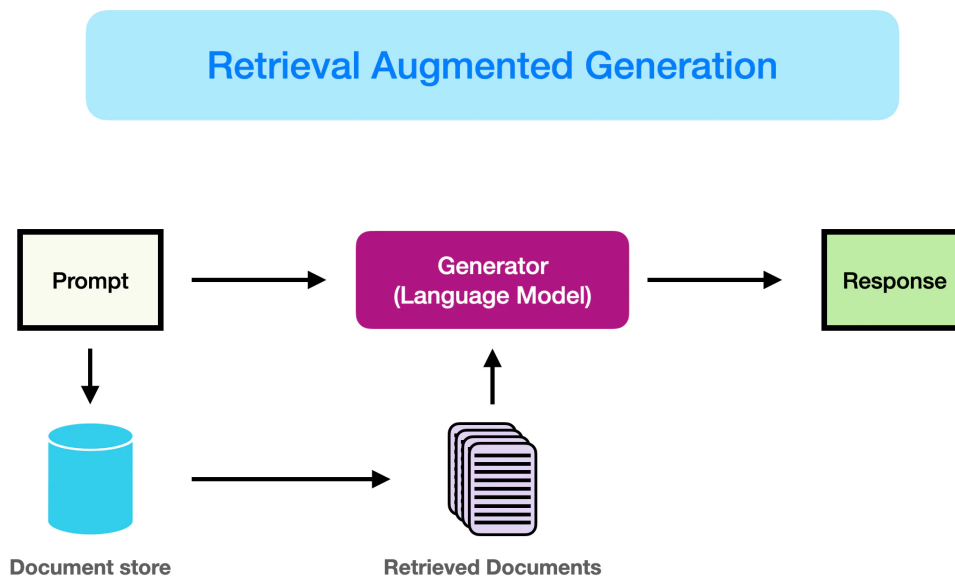 Retrieval Augmented Generation
Prompt
Generator
(Language Model)
Response
Document store
Retrieved Documents